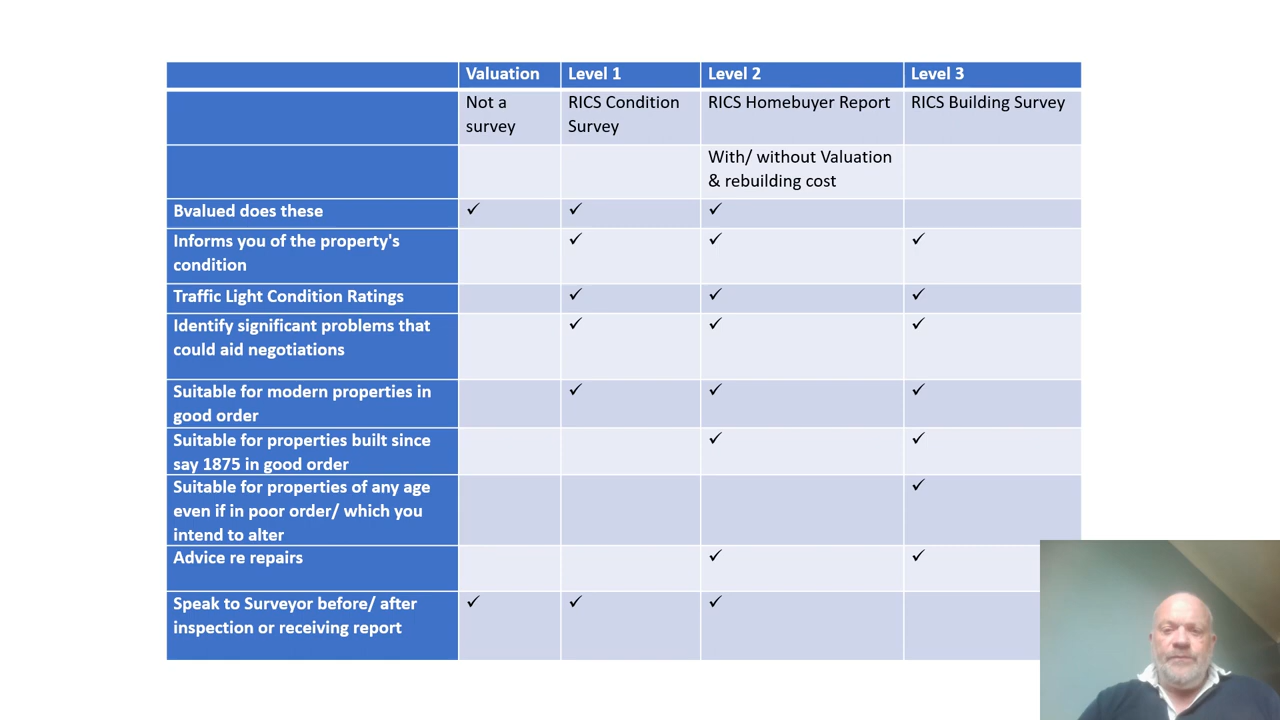 Valuation Level 1 Level 2 Level 3
Not a RICS Condition RICS Homebuyer Report RICS Building Survey
survey Survey
With/ without Valuation
& rebuilding cost
Bvalued does these ✓ ✓ ✓
Informs you of the property's ✓ ✓ ✓
condition
Traffic Light Condition Ratings ✓ ✓ ✓
Identify significant problems that ✓ ✓ ✓
could aid negotiations
Suitable for modern properties in ✓ ✓ ✓
good order
Suitable for properties built since ✓ ✓
say 1875 in good order
Suitable for properties of any age ✓
even if in poor order/ which you
intend to alter
Advice re repairs ✓ ✓
Speak to Surveyor before/ after ✓ ✓ ✓
inspection or receiving report